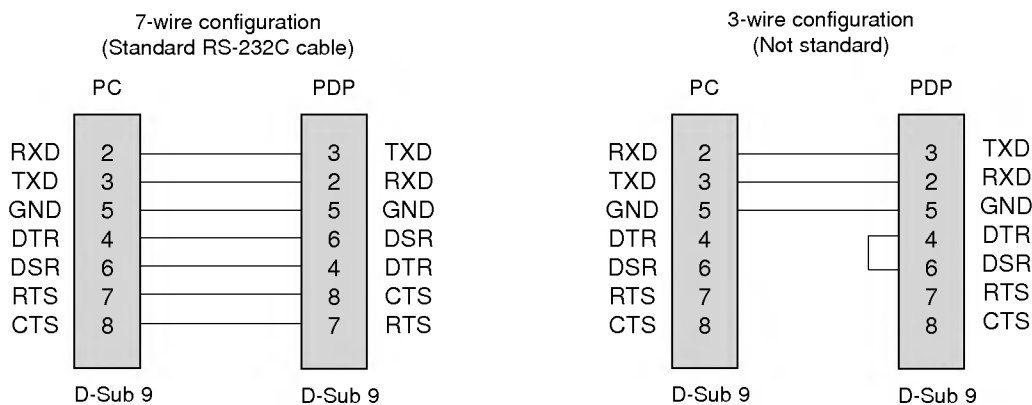 7-wire configuration
(Standard RS-232C cable)
PC PDP
RXD 2 3 TXD
TXD 3 2 RXD
GND 5 5 GND
DTR 4 6 DSR
DSR 6 4 DTR
RTS 7 8 CTS
CTS 8 7 RTS
D-Sub 9 D-Sub 9
3-wire configuration
(Not standard)
PC PDP
RXD 2 3 TXD
TXD 3 2 RXD
GND 5 5 GND
DTR 4 4 DTR
DSR 6 6 DSR
RTS 7 7 RTS
CTS 8 8 CTS
D-Sub 9 D-Sub 9